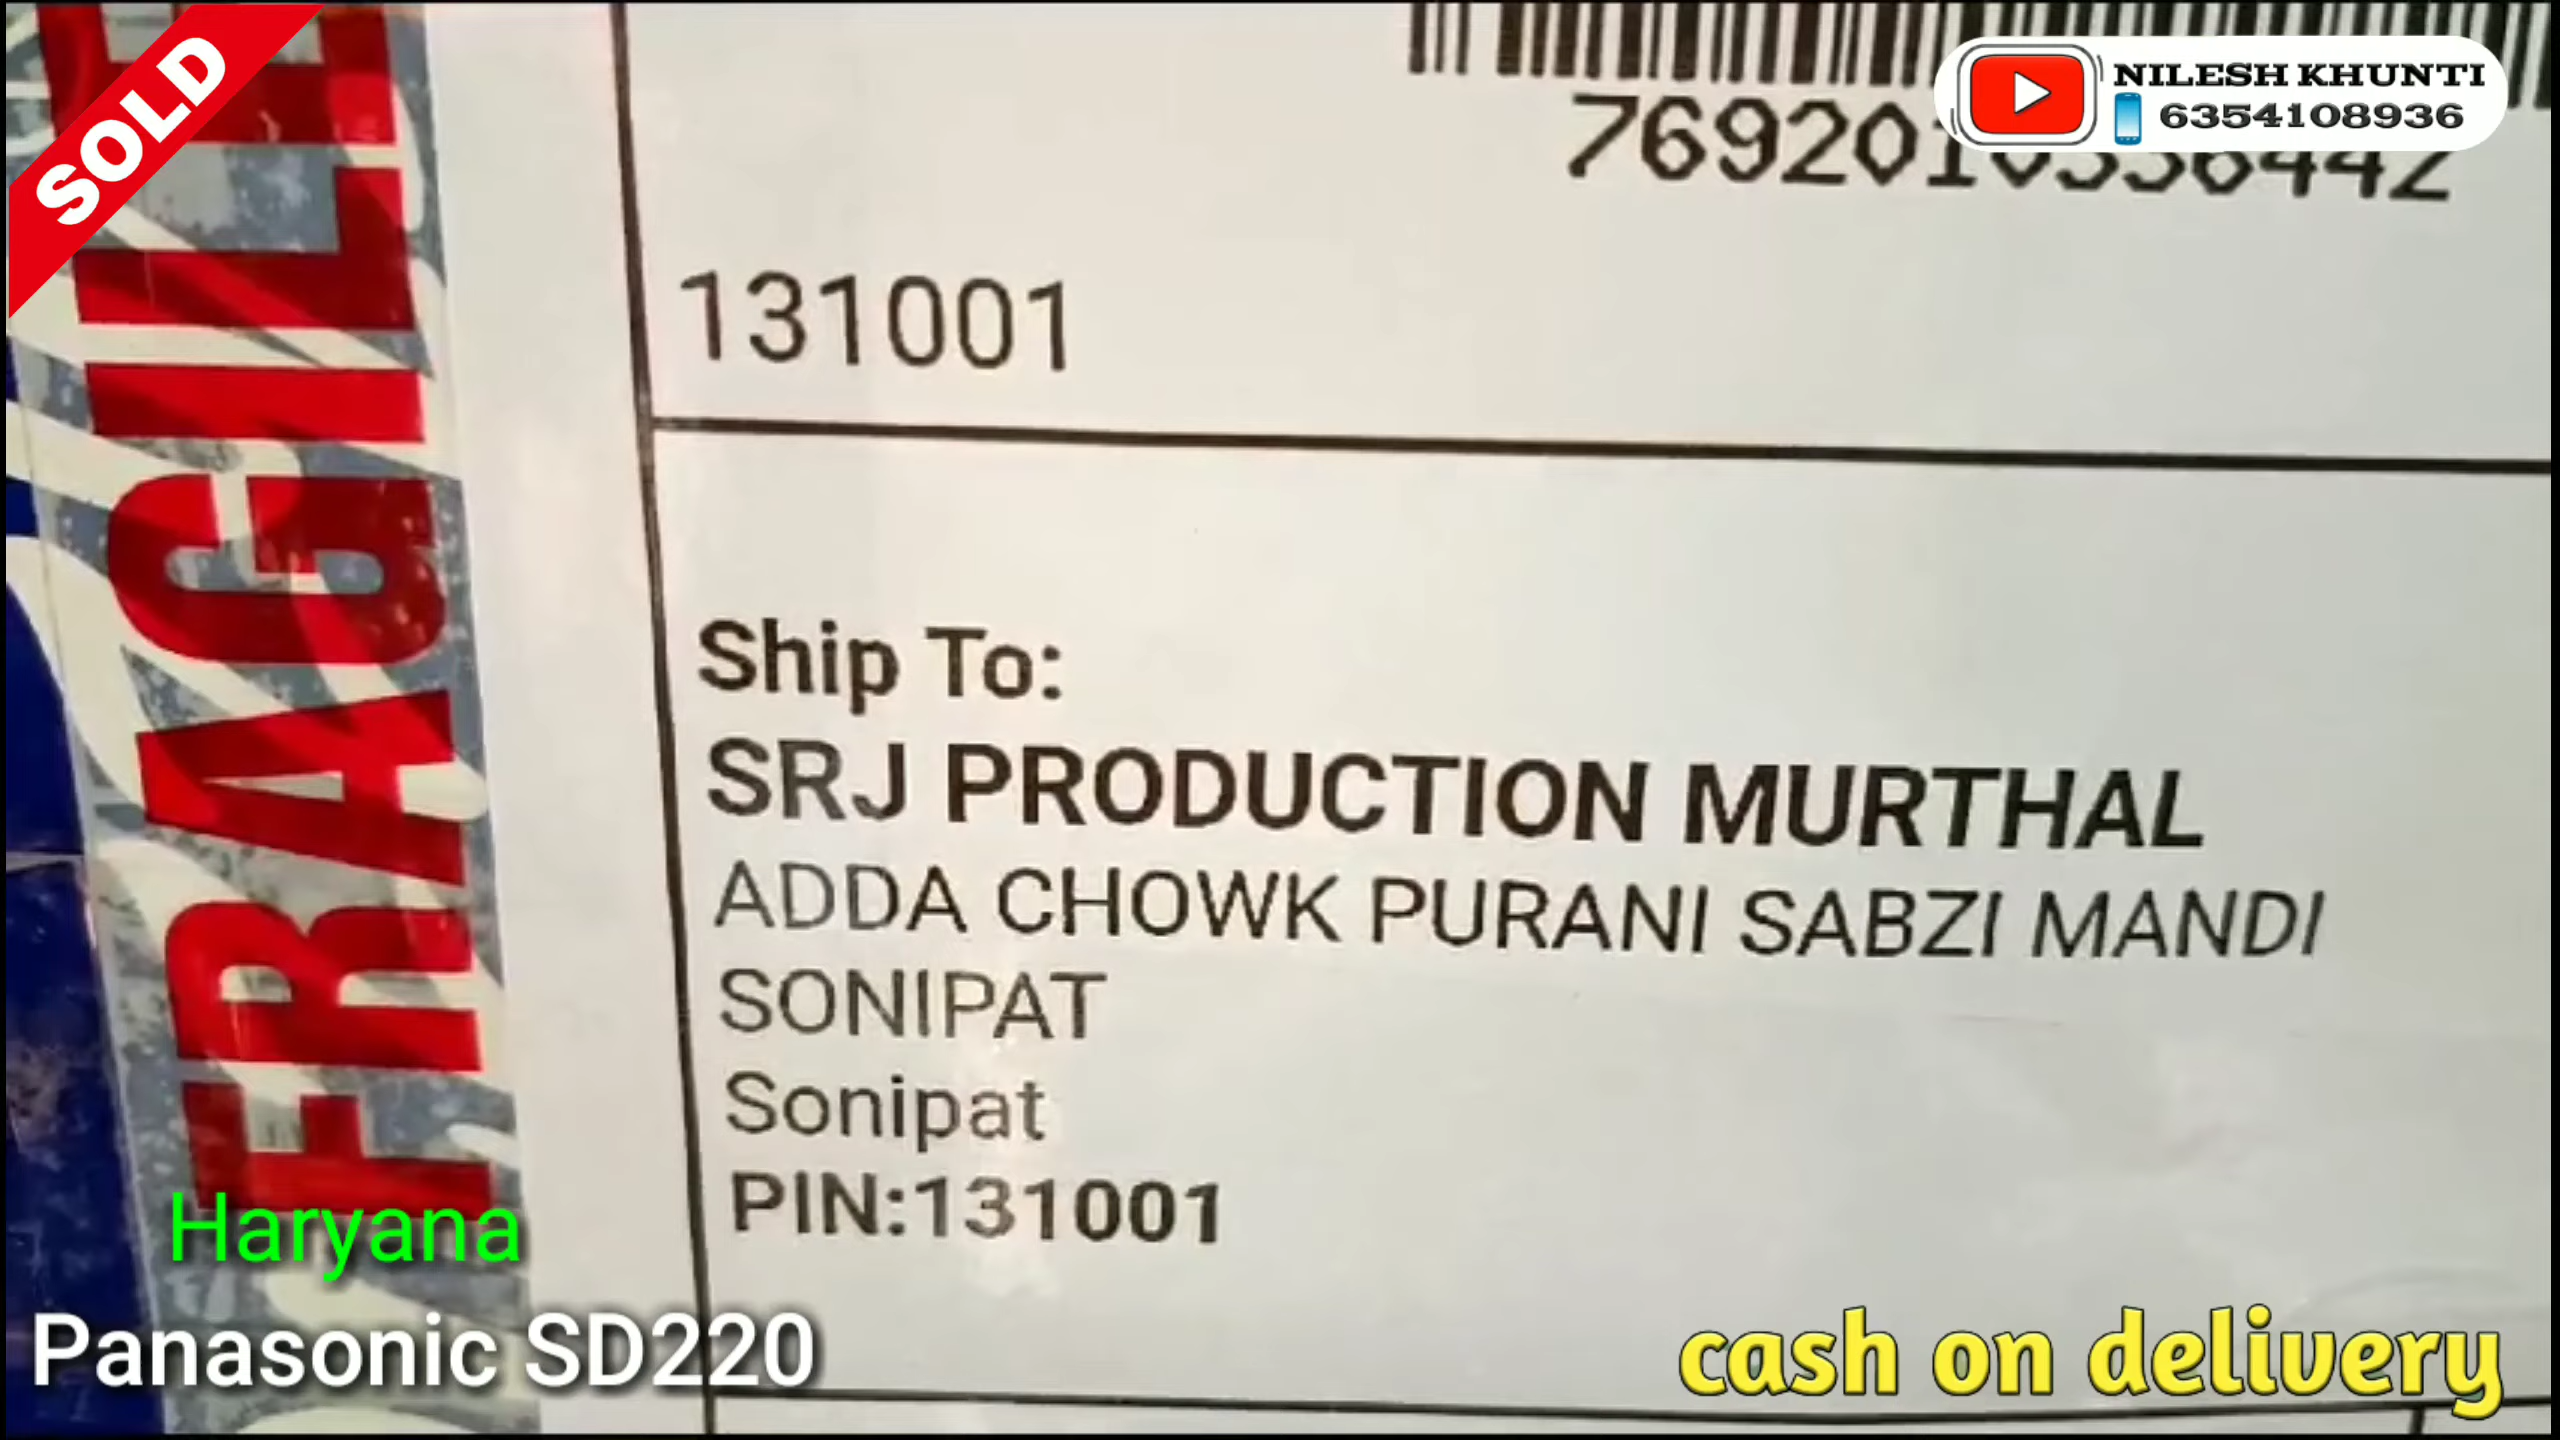 SOLD
FRAGILE
NILESH KHUNTI
6354108936
131001
Ship To:
SRJ PRODUCTION MURTHAL
ADDA CHOWK PURANI SABZI MANDI
SONIPAT
Sonipat
PIN:131001
Haryana
Panasonic SD220
cash on delivery